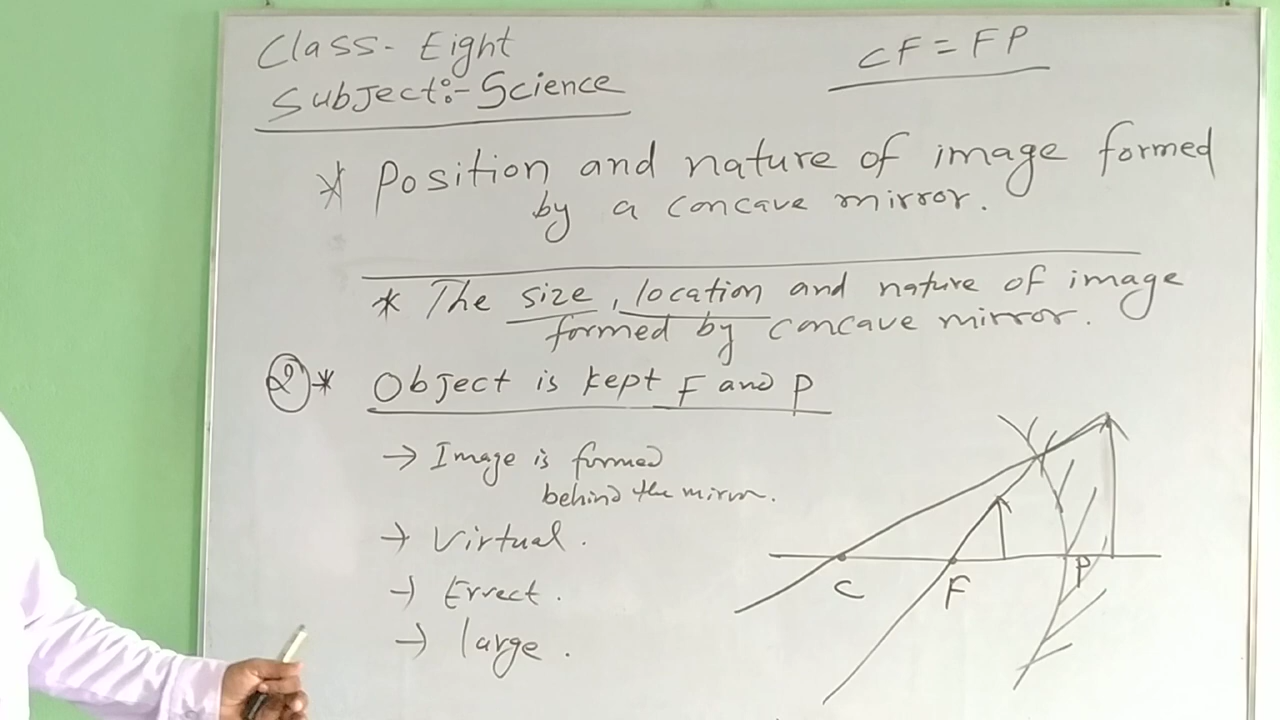 Class- Eight
Subject:- Science
CF = FP
* Position and nature of image formed
by a concave mirror.
* The size, location and nature of image
formed by concave mirror.
2 * Object is kept F and P
→ Image is formed
behind the mirror.
→ Virtual.
→ Errect.
→ large.
C F P